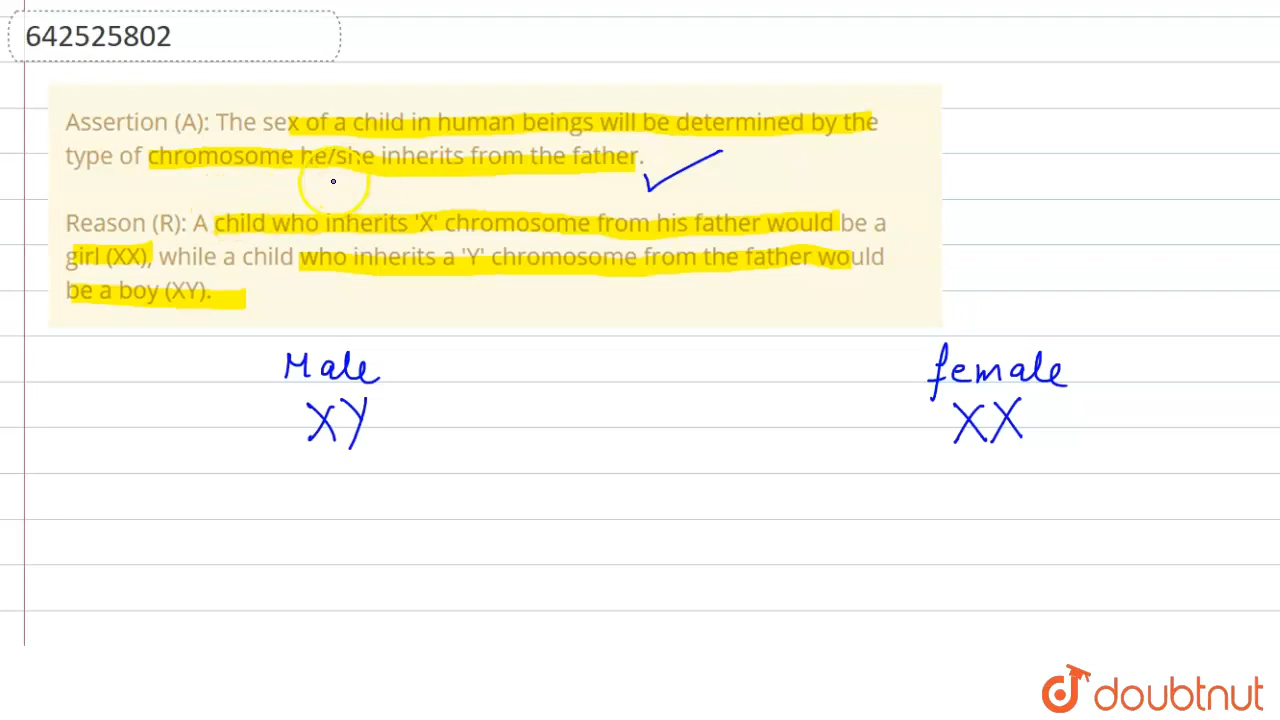 642525802
Assertion (A): The sex of a child in human beings will be determined by the
type of chromosome he/she inherits from the father.
Reason (R): A child who inherits 'X' chromosome from his father would be a
girl (XX), while a child who inherits a 'Y' chromosome from the father would
be a boy (XY).
Male female
XY XX
doubtnut